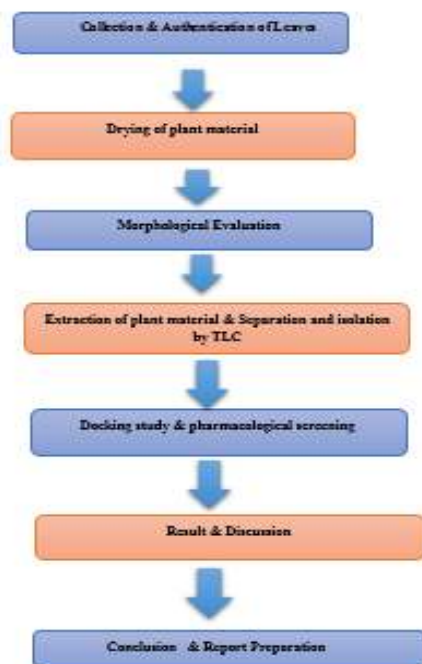 Collection & Authentication of Leaves
Drying of plant material
Morphological Evaluation
Extraction of plant material & Separation and isolation
by TLC
Docking study & pharmacological screening
Result & Discussion
Conclusion & Report Preparation